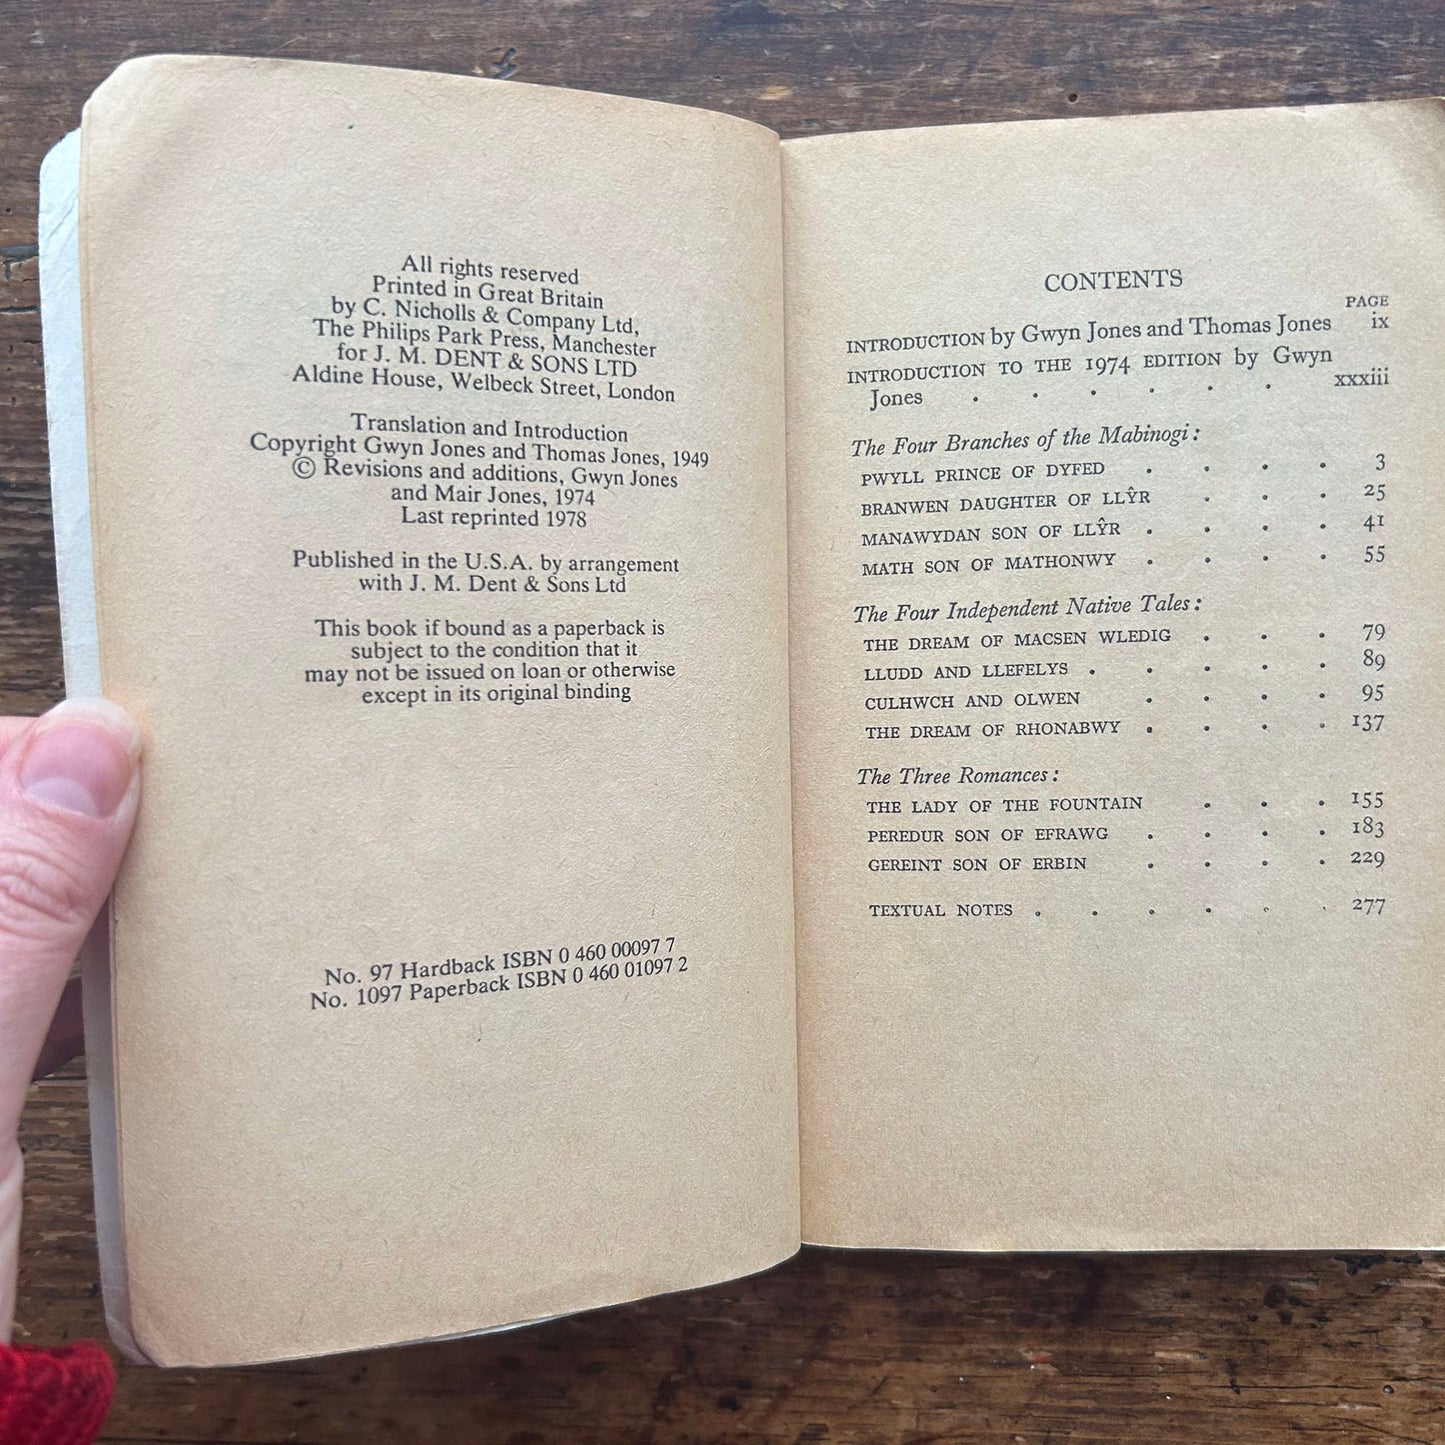 All rights reserved
Printed in Great Britain
by C. Nicholls & Company Ltd,
The Philips Park Press, Manchester
for J. M. DENT & SONS LTD
Aldine House, Welbeck Street, London
Translation and Introduction
Copyright Gwyn Jones and Thomas Jones, 1949
© Revisions and additions, Gwyn Jones
and Mair Jones, 1974
Last reprinted 1978
Published in the U.S.A. by arrangement
with J. M. Dent & Sons Ltd
This book if bound as a paperback is
subject to the condition that it
may not be issued on loan or otherwise
except in its original binding
No. 97 Hardback ISBN 0 460 00097 7
No. 1097 Paperback ISBN 0 460 01097 2
CONTENTS
PAGE
INTRODUCTION by Gwyn Jones and Thomas Jones ix
INTRODUCTION TO THE 1974 EDITION by Gwyn
Jones . . . . . . xxxiii
The Four Branches of the Mabinogi:
PWYLL PRINCE OF DYFED . . . . 3
BRANWEN DAUGHTER OF LLŶR . . . 25
MANAWYDAN SON OF LLŶR . . . . 41
MATH SON OF MATHONWY . . . . 55
The Four Independent Native Tales:
THE DREAM OF MACSEN WLEDIG . . . 79
LLUDD AND LLEFELYS . . . . . 89
CULHWCH AND OLWEN . . . . 95
THE DREAM OF RHONABWY . . . . 137
The Three Romances:
THE LADY OF THE FOUNTAIN . . . 155
PEREDUR SON OF EFRAWG . . . . 183
GEREINT SON OF ERBIN . . . . 229
TEXTUAL NOTES . . . . . . 277